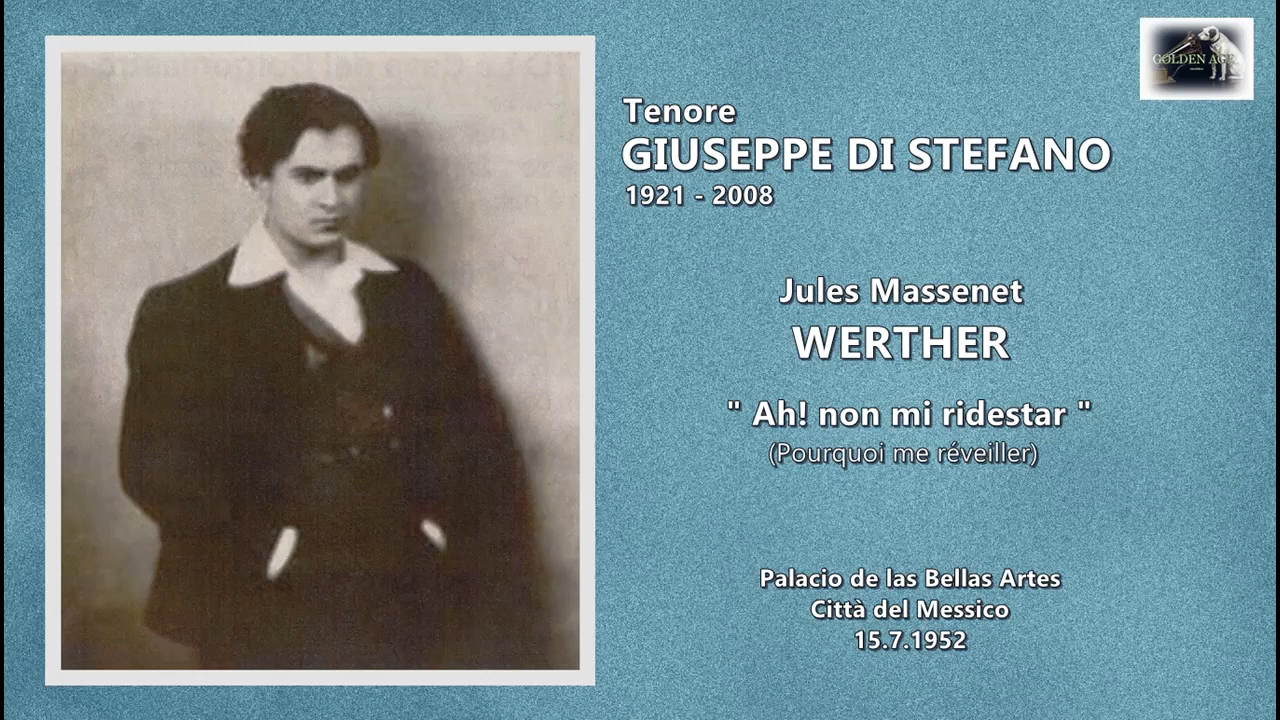 GOLDEN AGE
Tenore
GIUSEPPE DI STEFANO
1921 - 2008
Jules Massenet
WERTHER
" Ah! non mi ridestar "
(Pourquoi me réveiller)
Palacio de las Bellas Artes
Città del Messico
15.7.1952